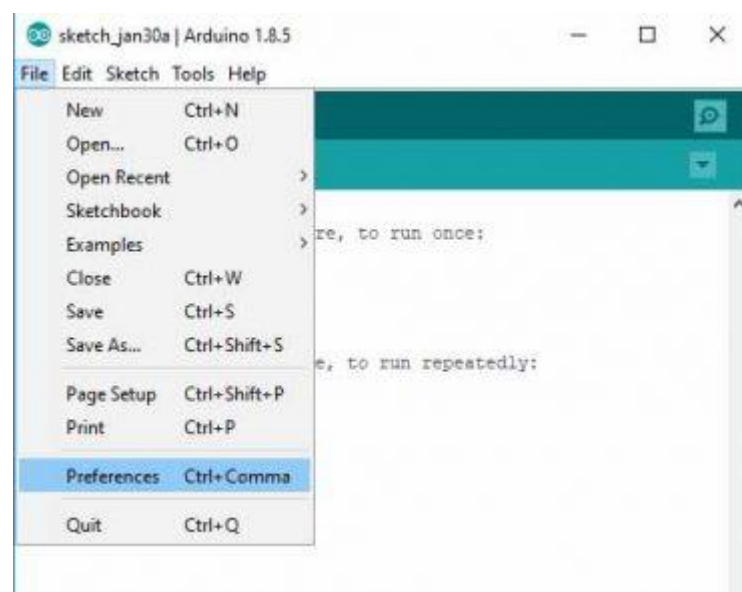 sketch_jan30a | Arduino 1.8.5
File Edit Sketch Tools Help
New Ctrl+N
Open... Ctrl+O
Open Recent
Sketchbook
Examples
re, to run once:
Close Ctrl+W
Save Ctrl+S
Save As... Ctrl+Shift+S
e, to run repeatedly:
Page Setup Ctrl+Shift+P
Print Ctrl+P
Preferences Ctrl+Comma
Quit Ctrl+Q